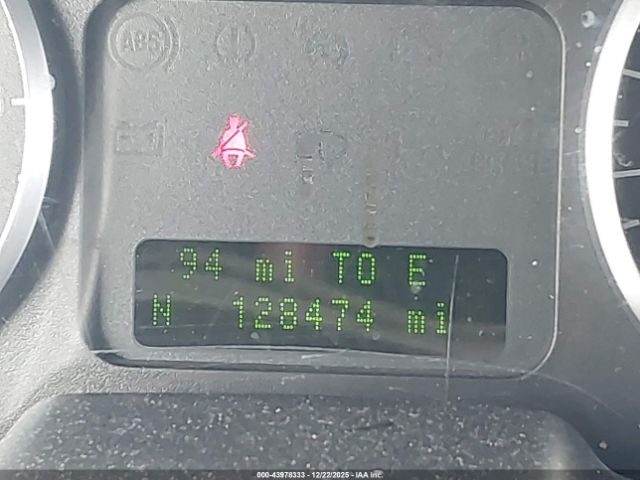 ABS
94 mi TO E
N 128474 mi
000-43978333 - 12/22/2025 - IAA Inc.